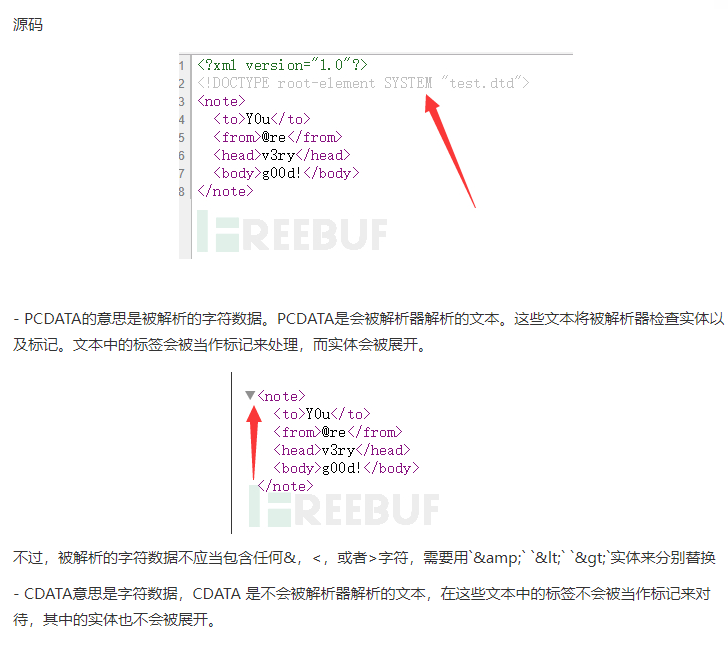 源码
1 <?xml version="1.0"?>
2 <!DOCTYPE root-element SYSTEM "test.dtd">
3 <note>
4 <to>Y0u</to>
5 <from>@re</from>
6 <head>v3ry</head>
7 <body>g00d!</body>
8 </note>
FREEBUF
- PCDATA的意思是被解析的字符数据。PCDATA是会被解析器解析的文本。这些文本将被解析器检查实体以
及标记。文本中的标签会被当作标记来处理，而实体会被展开。
▼<note>
<to>Y0u</to>
<from>@re</from>
<head>v3ry</head>
<body>g00d!</body>
</note>
FREEBUF
不过，被解析的字符数据不应当包含任何&，<，或者>字符，需要用`&amp;` `&lt;` `&gt;`实体来分别替换
- CDATA意思是字符数据，CDATA 是不会被解析器解析的文本，在这些文本中的标签不会被当作标记来对
待，其中的实体也不会被展开。